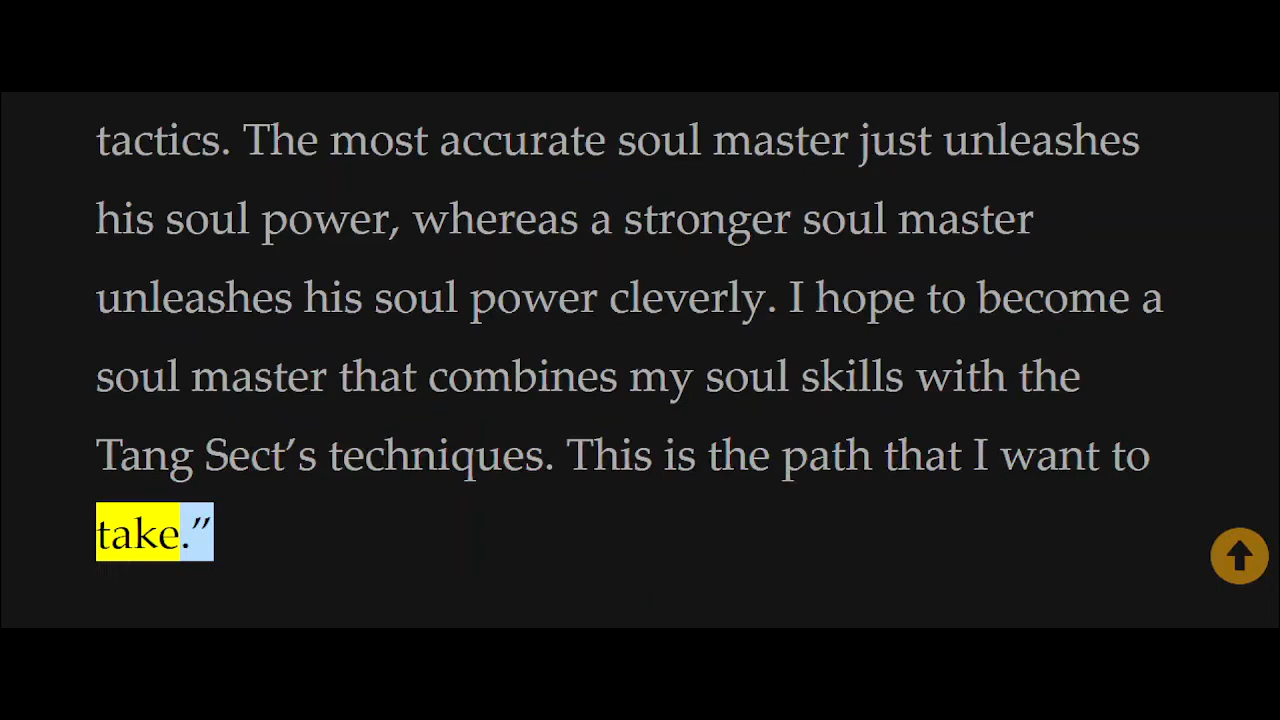 tactics. The most accurate soul master just unleashes
his soul power, whereas a stronger soul master
unleashes his soul power cleverly. I hope to become a
soul master that combines my soul skills with the
Tang Sect’s techniques. This is the path that I want to
take.”